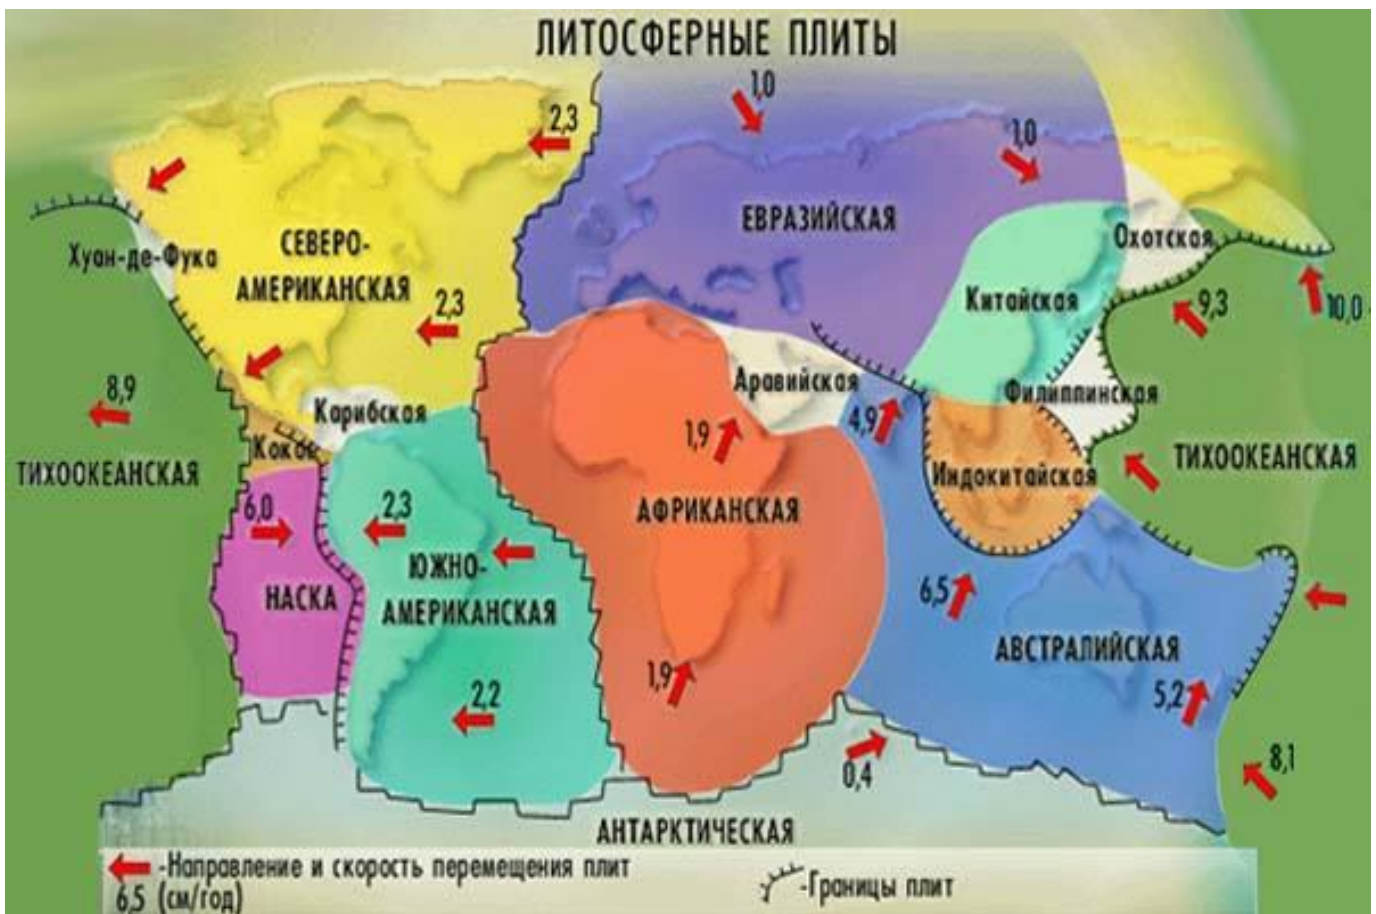 ЛИТОСФЕРНЫЕ ПЛИТЫ
1,0
2,3
1,0
ЕВРАЗИЙСКАЯ
СЕВЕРО-
АМЕРИКАНСКАЯ
Хуан-де-Фука
Охотская
Китайская
2,3
9,3
10,0
8,9
Карибская
Аравийская
Филиппинская
4,9
1,9
Кокос
ТИХООКЕАНСКАЯ
Индокитайская
ТИХООКЕАНСКАЯ
6,0
2,3
АФРИКАНСКАЯ
ЮЖНО-
АМЕРИКАНСКАЯ
НАСКА
6,5
АВСТРАЛИЙСКАЯ
1,9
2,2
5,2
0,4
8,1
АНТАРКТИЧЕСКАЯ
-Направление и скорость перемещения плит
6,5 (см/год)
-Границы плит